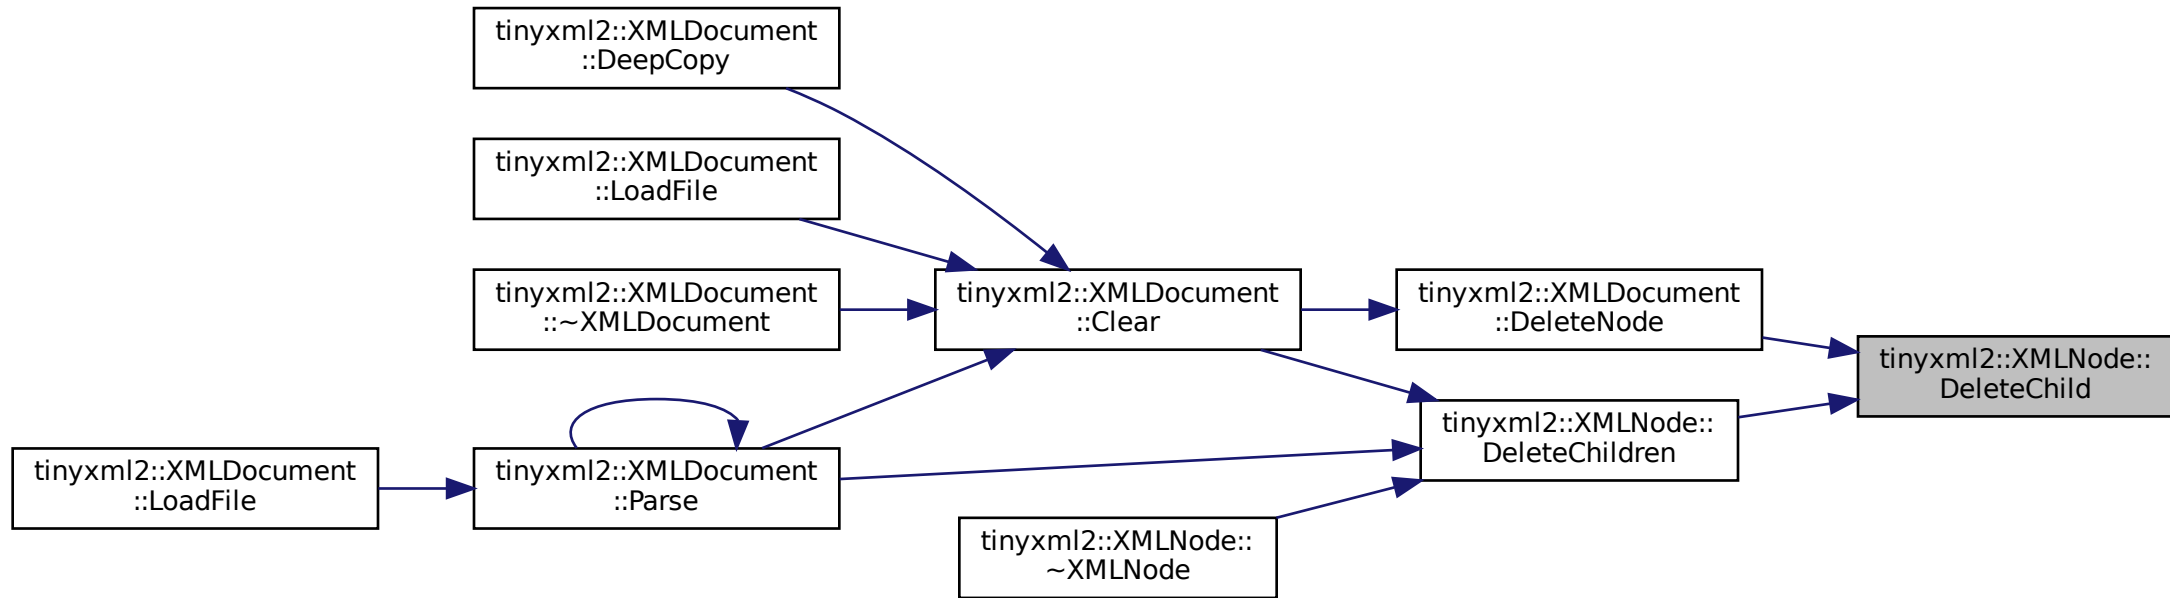 tinyxml2::XMLDocument
::DeepCopy
tinyxml2::XMLDocument
::LoadFile
tinyxml2::XMLDocument
::~XMLDocument
tinyxml2::XMLDocument
::Clear
tinyxml2::XMLDocument
::DeleteNode
tinyxml2::XMLNode::
DeleteChild
tinyxml2::XMLNode::
DeleteChildren
tinyxml2::XMLDocument
::LoadFile
tinyxml2::XMLDocument
::Parse
tinyxml2::XMLNode::
~XMLNode